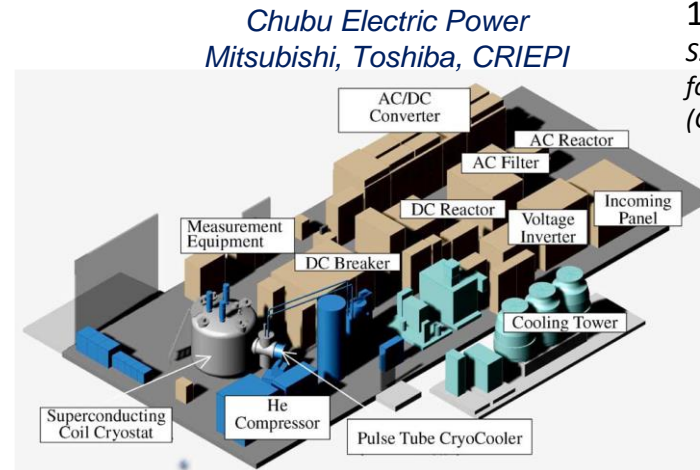 Chubu Electric Power
Mitsubishi, Toshiba, CRIEPI
1
AC/DC
Converter
AC Reactor
AC Filter
Incoming
Panel
DC Reactor
Voltage
Inverter
Measurement
Equipment
DC Breaker
Cooling Tower
Superconducting
Coil Cryostat
He
Compressor
Pulse Tube CryoCooler